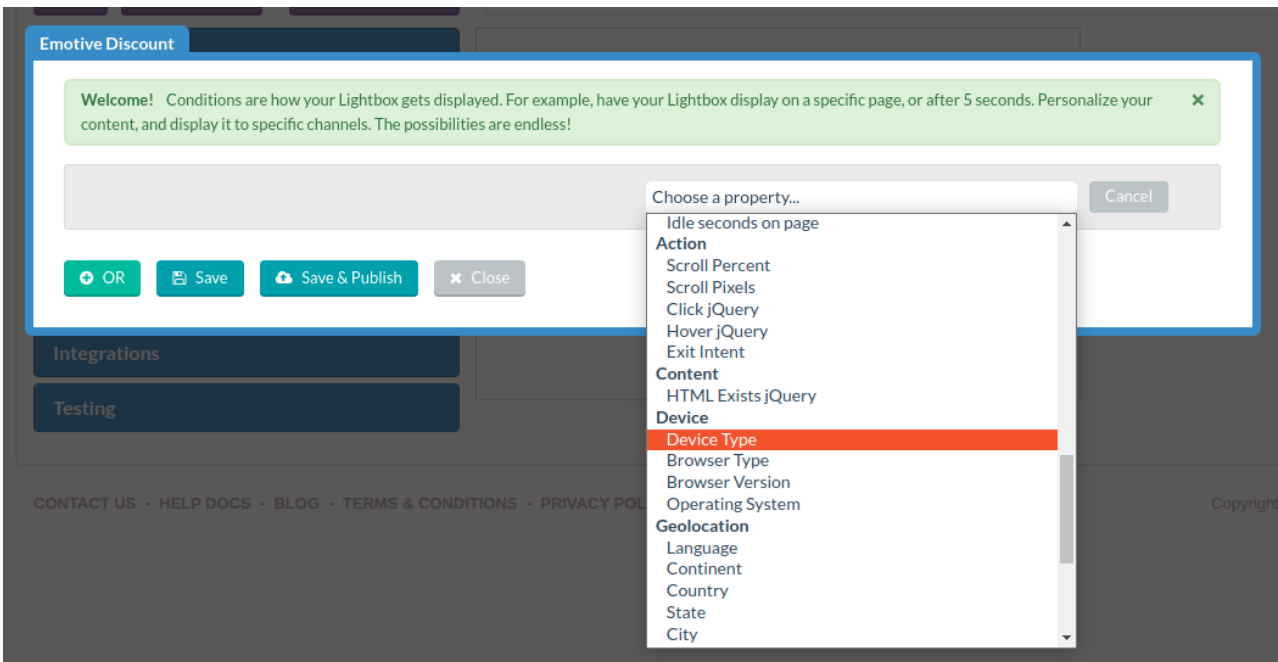 Emotive Discount
Welcome! Conditions are how your Lightbox gets displayed. For example, have your Lightbox display on a specific page, or after 5 seconds. Personalize your
content, and display it to specific channels. The possibilities are endless!
Choose a property...
Cancel
Idle seconds on page
Action
Scroll Percent
Scroll Pixels
Click jQuery
Hover jQuery
Exit Intent
Content
HTML Exists jQuery
Device
Device Type
Browser Type
Browser Version
Operating System
Geolocation
Language
Continent
Country
State
City
OR
Save
Save & Publish
Close
Integrations
Testing
CONTACT US - HELP DOCS - BLOG - TERMS & CONDITIONS - PRIVACY POL
Copyright